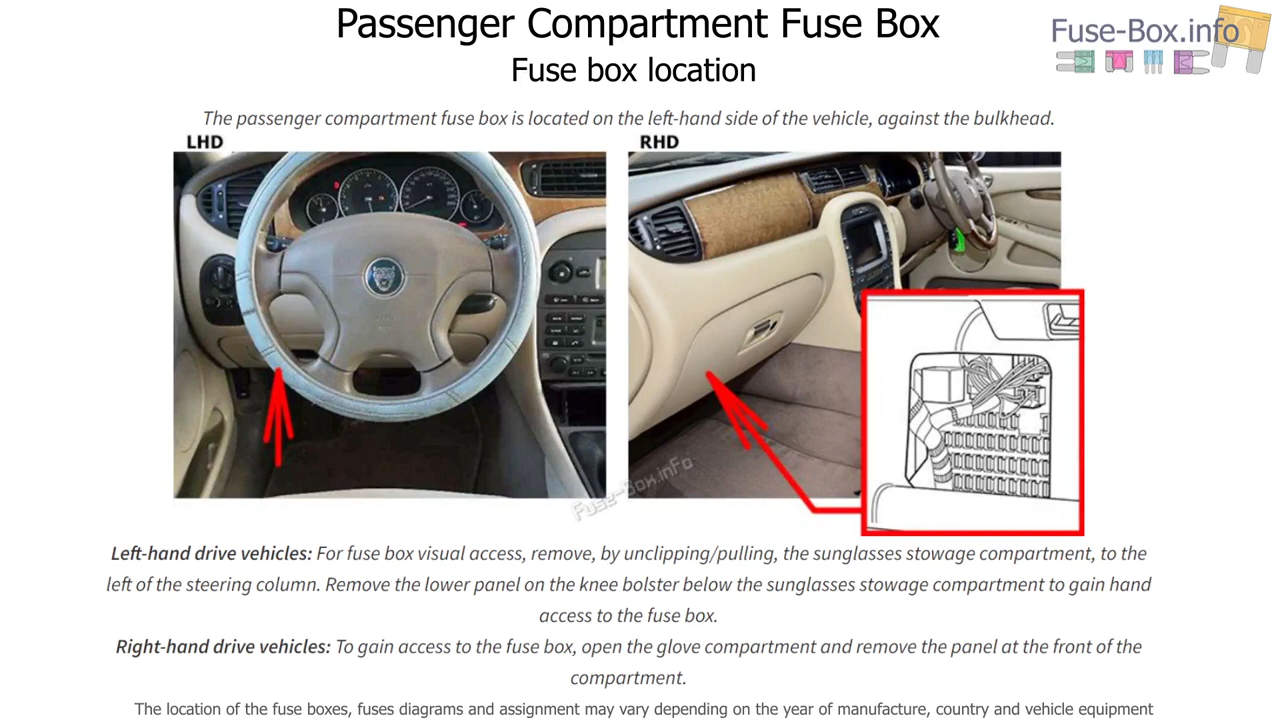 Passenger Compartment Fuse Box
Fuse-Box.info
Fuse box location
The passenger compartment fuse box is located on the left-hand side of the vehicle, against the bulkhead.
LHD
RHD
Fuse-Box.inFo
Left-hand drive vehicles: For fuse box visual access, remove, by unclipping/pulling, the sunglasses stowage compartment, to the
left of the steering column. Remove the lower panel on the knee bolster below the sunglasses stowage compartment to gain hand
access to the fuse box.
Right-hand drive vehicles: To gain access to the fuse box, open the glove compartment and remove the panel at the front of the
compartment.
The location of the fuse boxes, fuses diagrams and assignment may vary depending on the year of manufacture, country and vehicle equipment